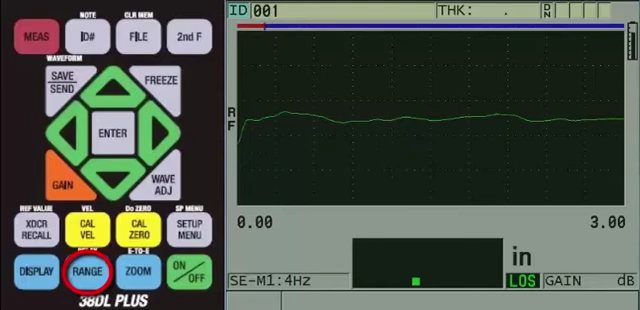 NOTE CLR MEM
MEAS ID# FILE 2nd F
WAVEFORM
SAVE
SEND
FREEZE
ENTER
GAIN
WAVE
ADJ
REF VALUE VEL Do ZERO SP MENU
XDCR
RECALL
CAL
VEL
CAL
ZERO
SETUP
MENU
E-TO-E
DISPLAY RANGE ZOOM ON
/OFF
38DL PLUS
ID 001 THK: .
RF
0.00 3.00
in
SE-M1:4Hz LOS GAIN dB